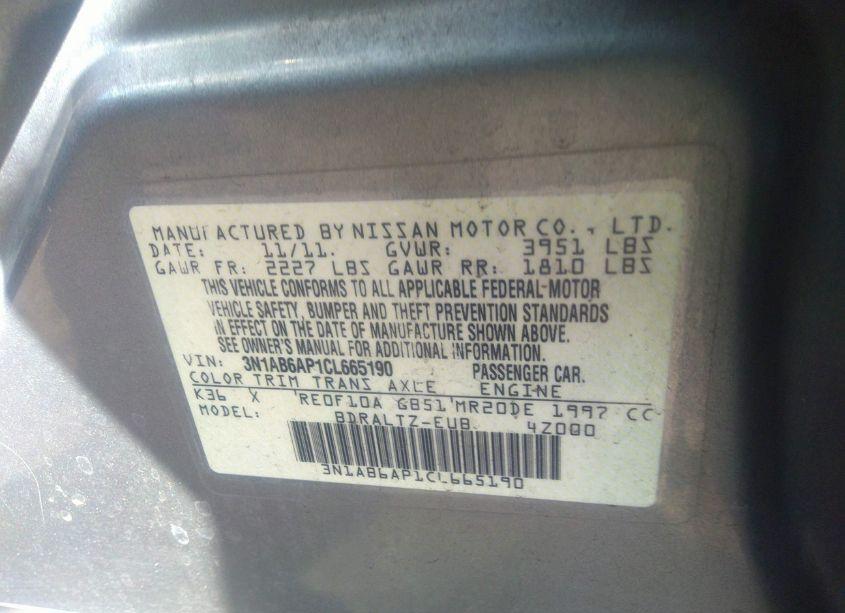 MANUFACTURED BY NISSAN MOTOR CO., LTD.
DATE: 11/11. GVWR: 3951 LBS
GAWR FR: 2227 LBS GAWR RR: 1810 LBS
THIS VEHICLE CONFORMS TO ALL APPLICABLE FEDERAL-MOTOR
VEHICLE SAFETY, BUMPER AND THEFT PREVENTION STANDARDS
IN EFFECT ON THE DATE OF MANUFACTURE SHOWN ABOVE.
SEE OWNER'S MANUAL FOR ADDITIONAL INFORMATION.
VIN: 3N1AB6AP1CL665190 PASSENGER CAR.
COLOR TRIM TRANS AXLE ENGINE
K36 X RE0F10A GB51 MR20DE 1997 CC
MODEL: BDRALTZ-EUB 4Z000
3N1AB6AP1CL665190